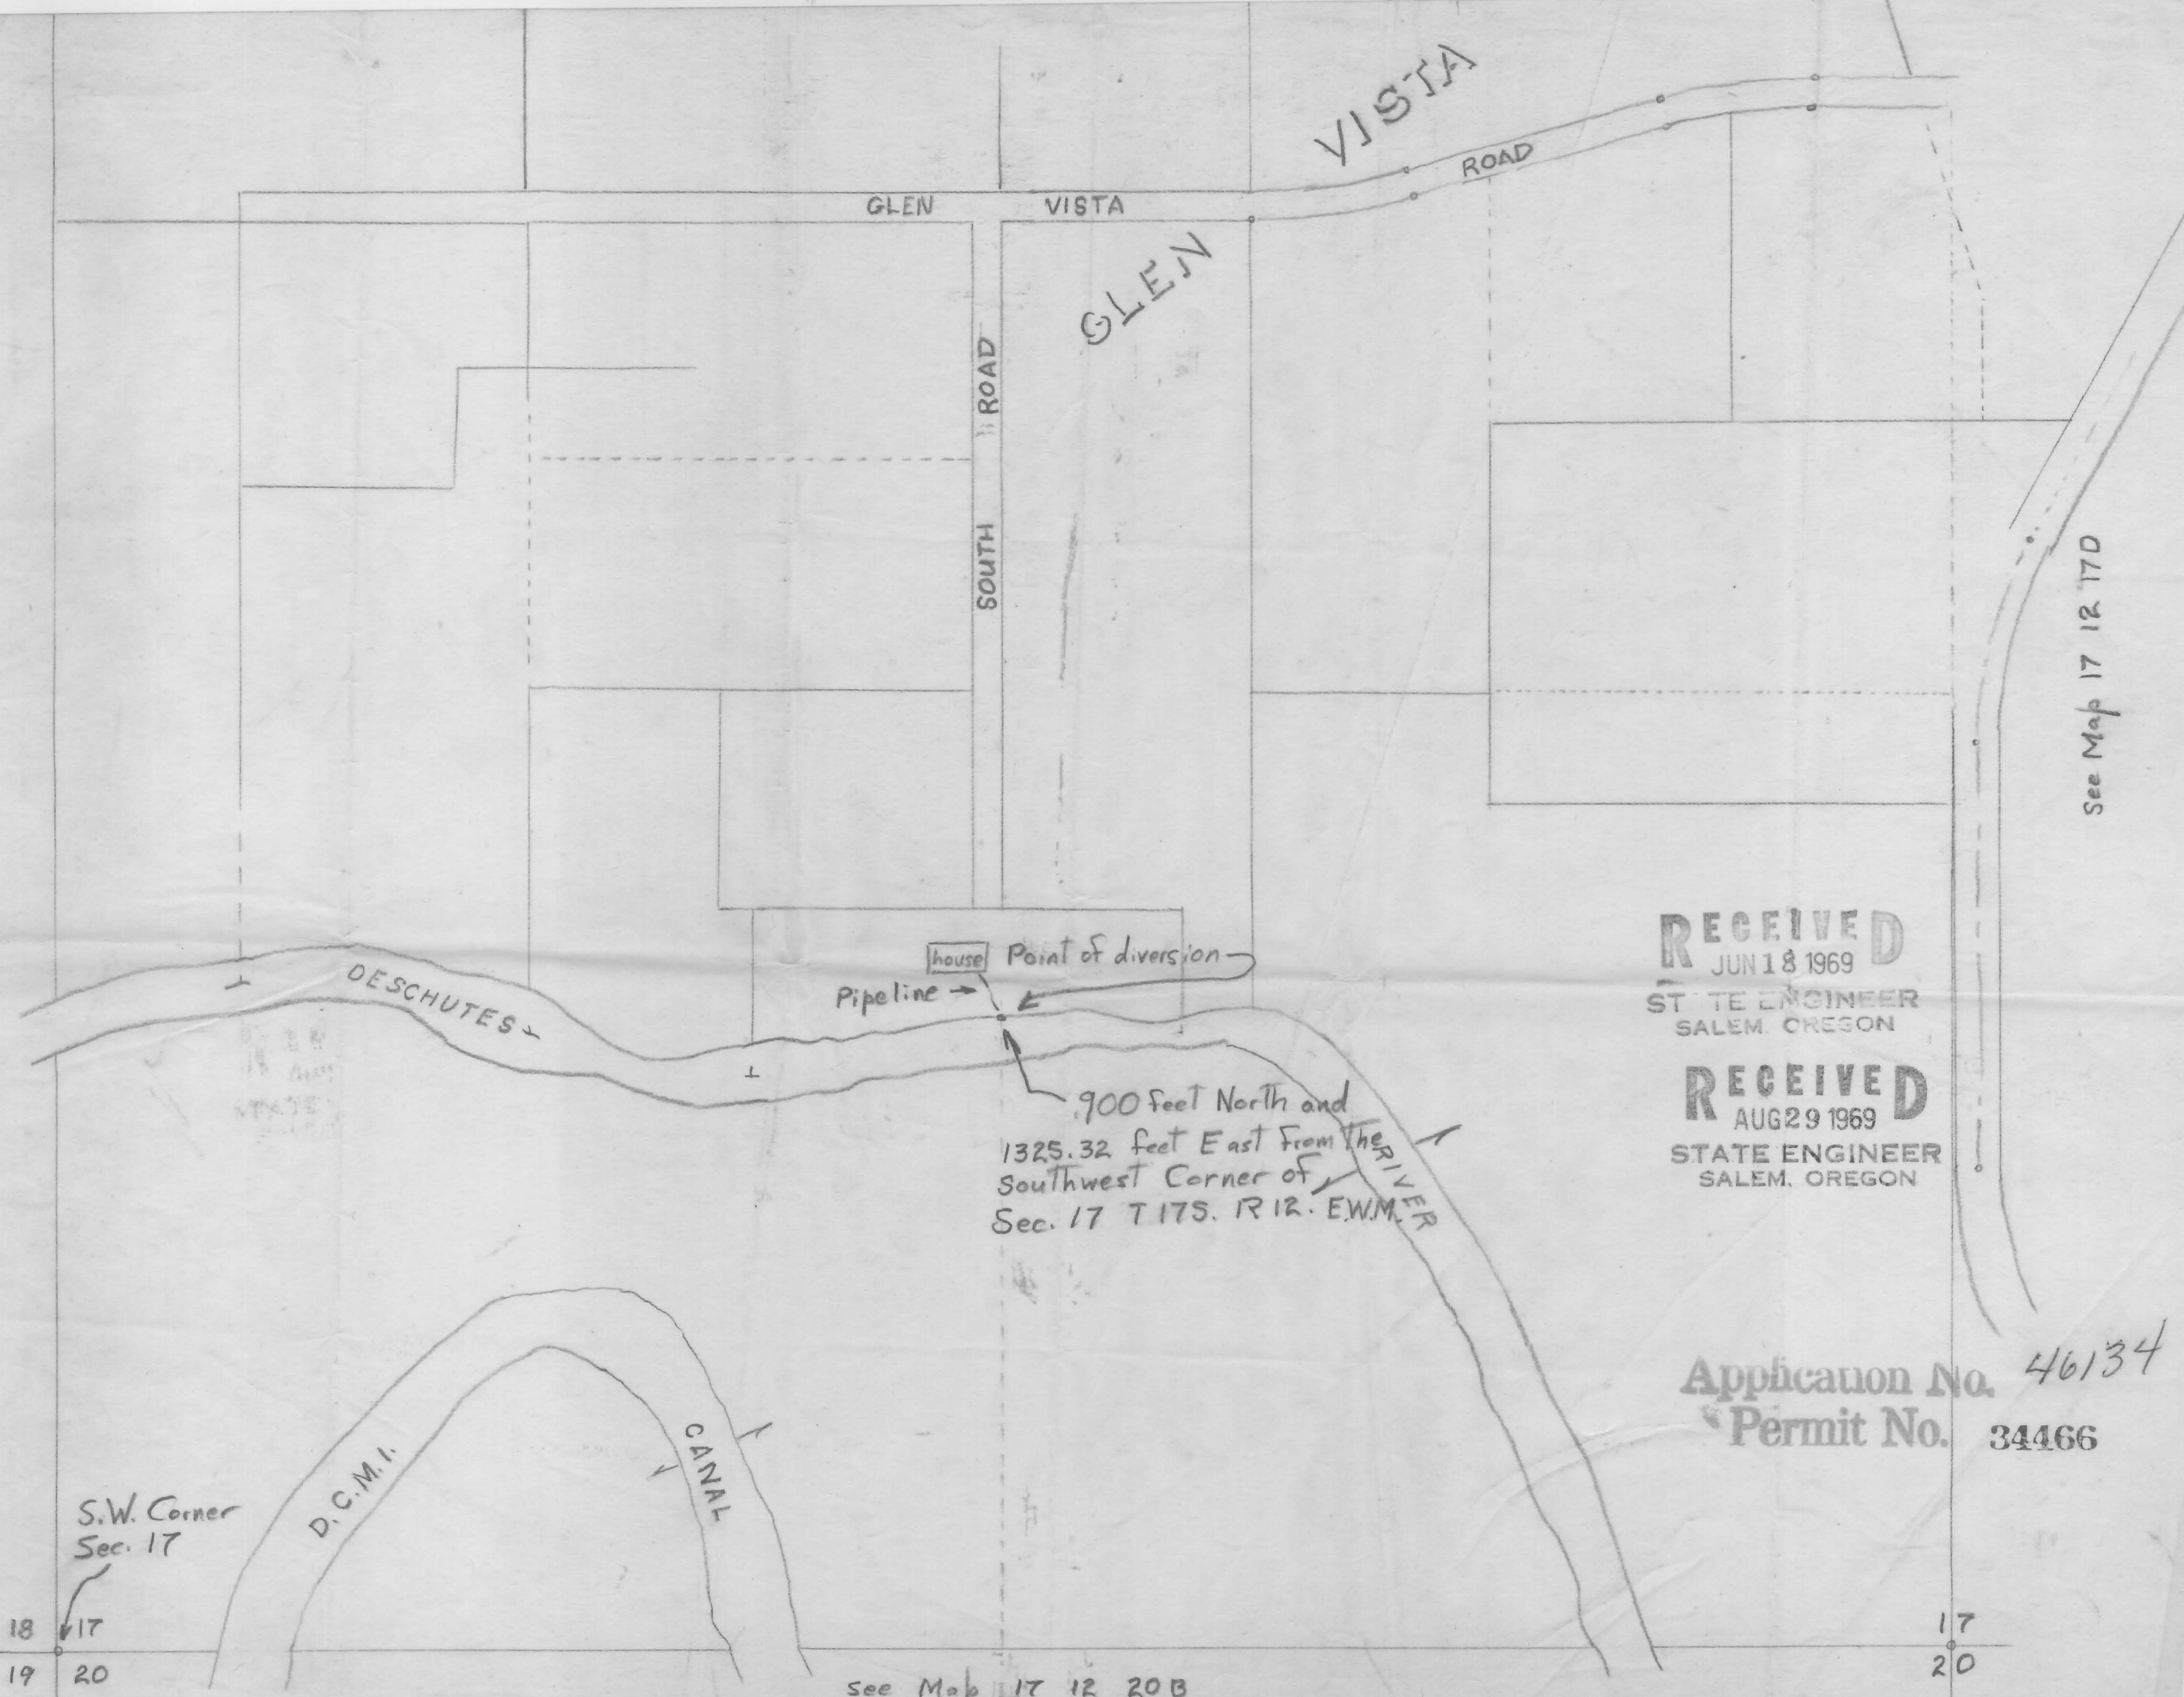 VISTA
ROAD
GLEN VISTA
GLEN
SOUTH ROAD
See Map 17 12 17D
house Point of diversion
Pipeline
DESCHUTES
RIVER
900 feet North and
1325.32 feet East from the
Southwest Corner of
Sec. 17 T 17S. R 12. E.W.M.
RECEIVED
JUN 18 1969
ST TE ENGINEER
SALEM. OREGON
RECEIVED
AUG 29 1969
STATE ENGINEER
SALEM. OREGON
Application No. 46134
Permit No. 34466
D.C.M.I.
CANAL
S.W. Corner
Sec. 17
18 17
19 20
17
20
See Map 17 12 20B